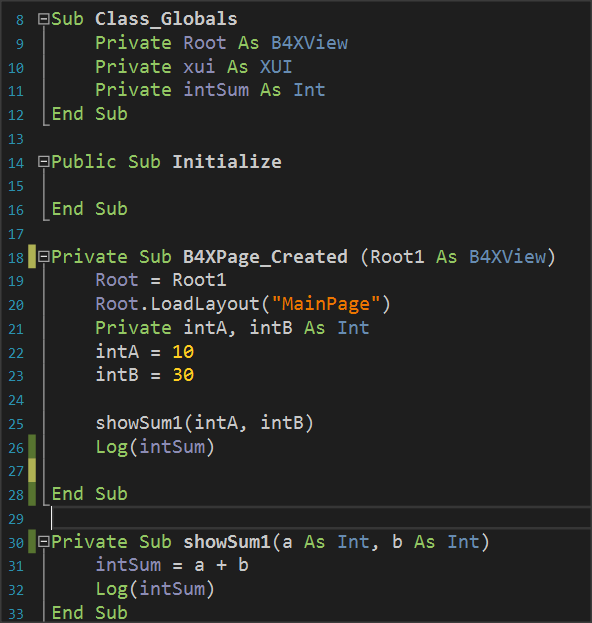 8 Sub Class_Globals
9 Private Root As B4XView
10 Private xui As XUI
11 Private intSum As Int
12 End Sub
13
14 Public Sub Initialize
15
16 End Sub
17
18 Private Sub B4XPage_Created (Root1 As B4XView)
19 Root = Root1
20 Root.LoadLayout("MainPage")
21 Private intA, intB As Int
22 intA = 10
23 intB = 30
24
25 showSum1(intA, intB)
26 Log(intSum)
27
28 End Sub
29
30 Private Sub showSum1(a As Int, b As Int)
31 intSum = a + b
32 Log(intSum)
33 End Sub